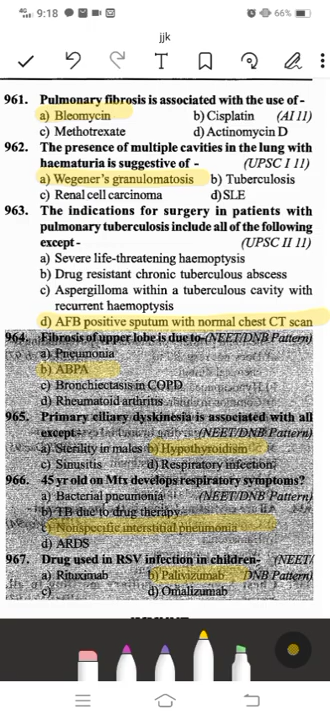 4G 9:18 66%
jjk
T
961. Pulmonary fibrosis is associated with the use of -
a) Bleomycin b) Cisplatin (AI 11)
c) Methotrexate d) Actinomycin D
962. The presence of multiple cavities in the lung with
haematuria is suggestive of - (UPSC I 11)
a) Wegener's granulomatosis b) Tuberculosis
c) Renal cell carcinoma d) SLE
963. The indications for surgery in patients with
pulmonary tuberculosis include all of the following
except - (UPSC II 11)
a) Severe life-threatening haemoptysis
b) Drug resistant chronic tuberculous abscess
c) Aspergilloma within a tuberculous cavity with
recurrent haemoptysis
d) AFB positive sputum with normal chest CT scan
964. Fibrosis of upper lobe is due to- (NEET/DNB Pattern)
a) Pneumonia
b) ABPA
c) Bronchiectasis in COPD
d) Rheumatoid arthritis
965. Primary ciliary dyskinesia is associated with all
except- (NEET/DNB Pattern)
a) Sterility in males b) Hypothyroidism
c) Sinusitis d) Respiratory infection
966. 45 yr old on Mtx develops respiratory symptoms?
a) Bacterial pneumonia (NEET/DNB Pattern)
b) TB due to drug therapy
c) Nonspecific interstitial pneumonia
d) ARDS
967. Drug used in RSV infection in children- (NEET/
a) Rituximab b) Palivizumab DNB Pattern)
c) d) Omalizumab